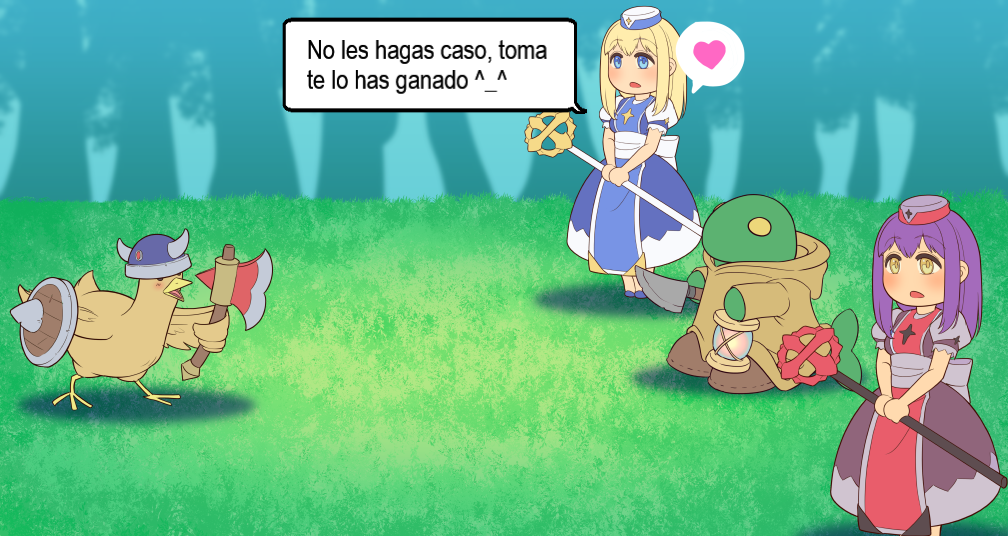 No les hagas caso, toma
te lo has ganado ^_^